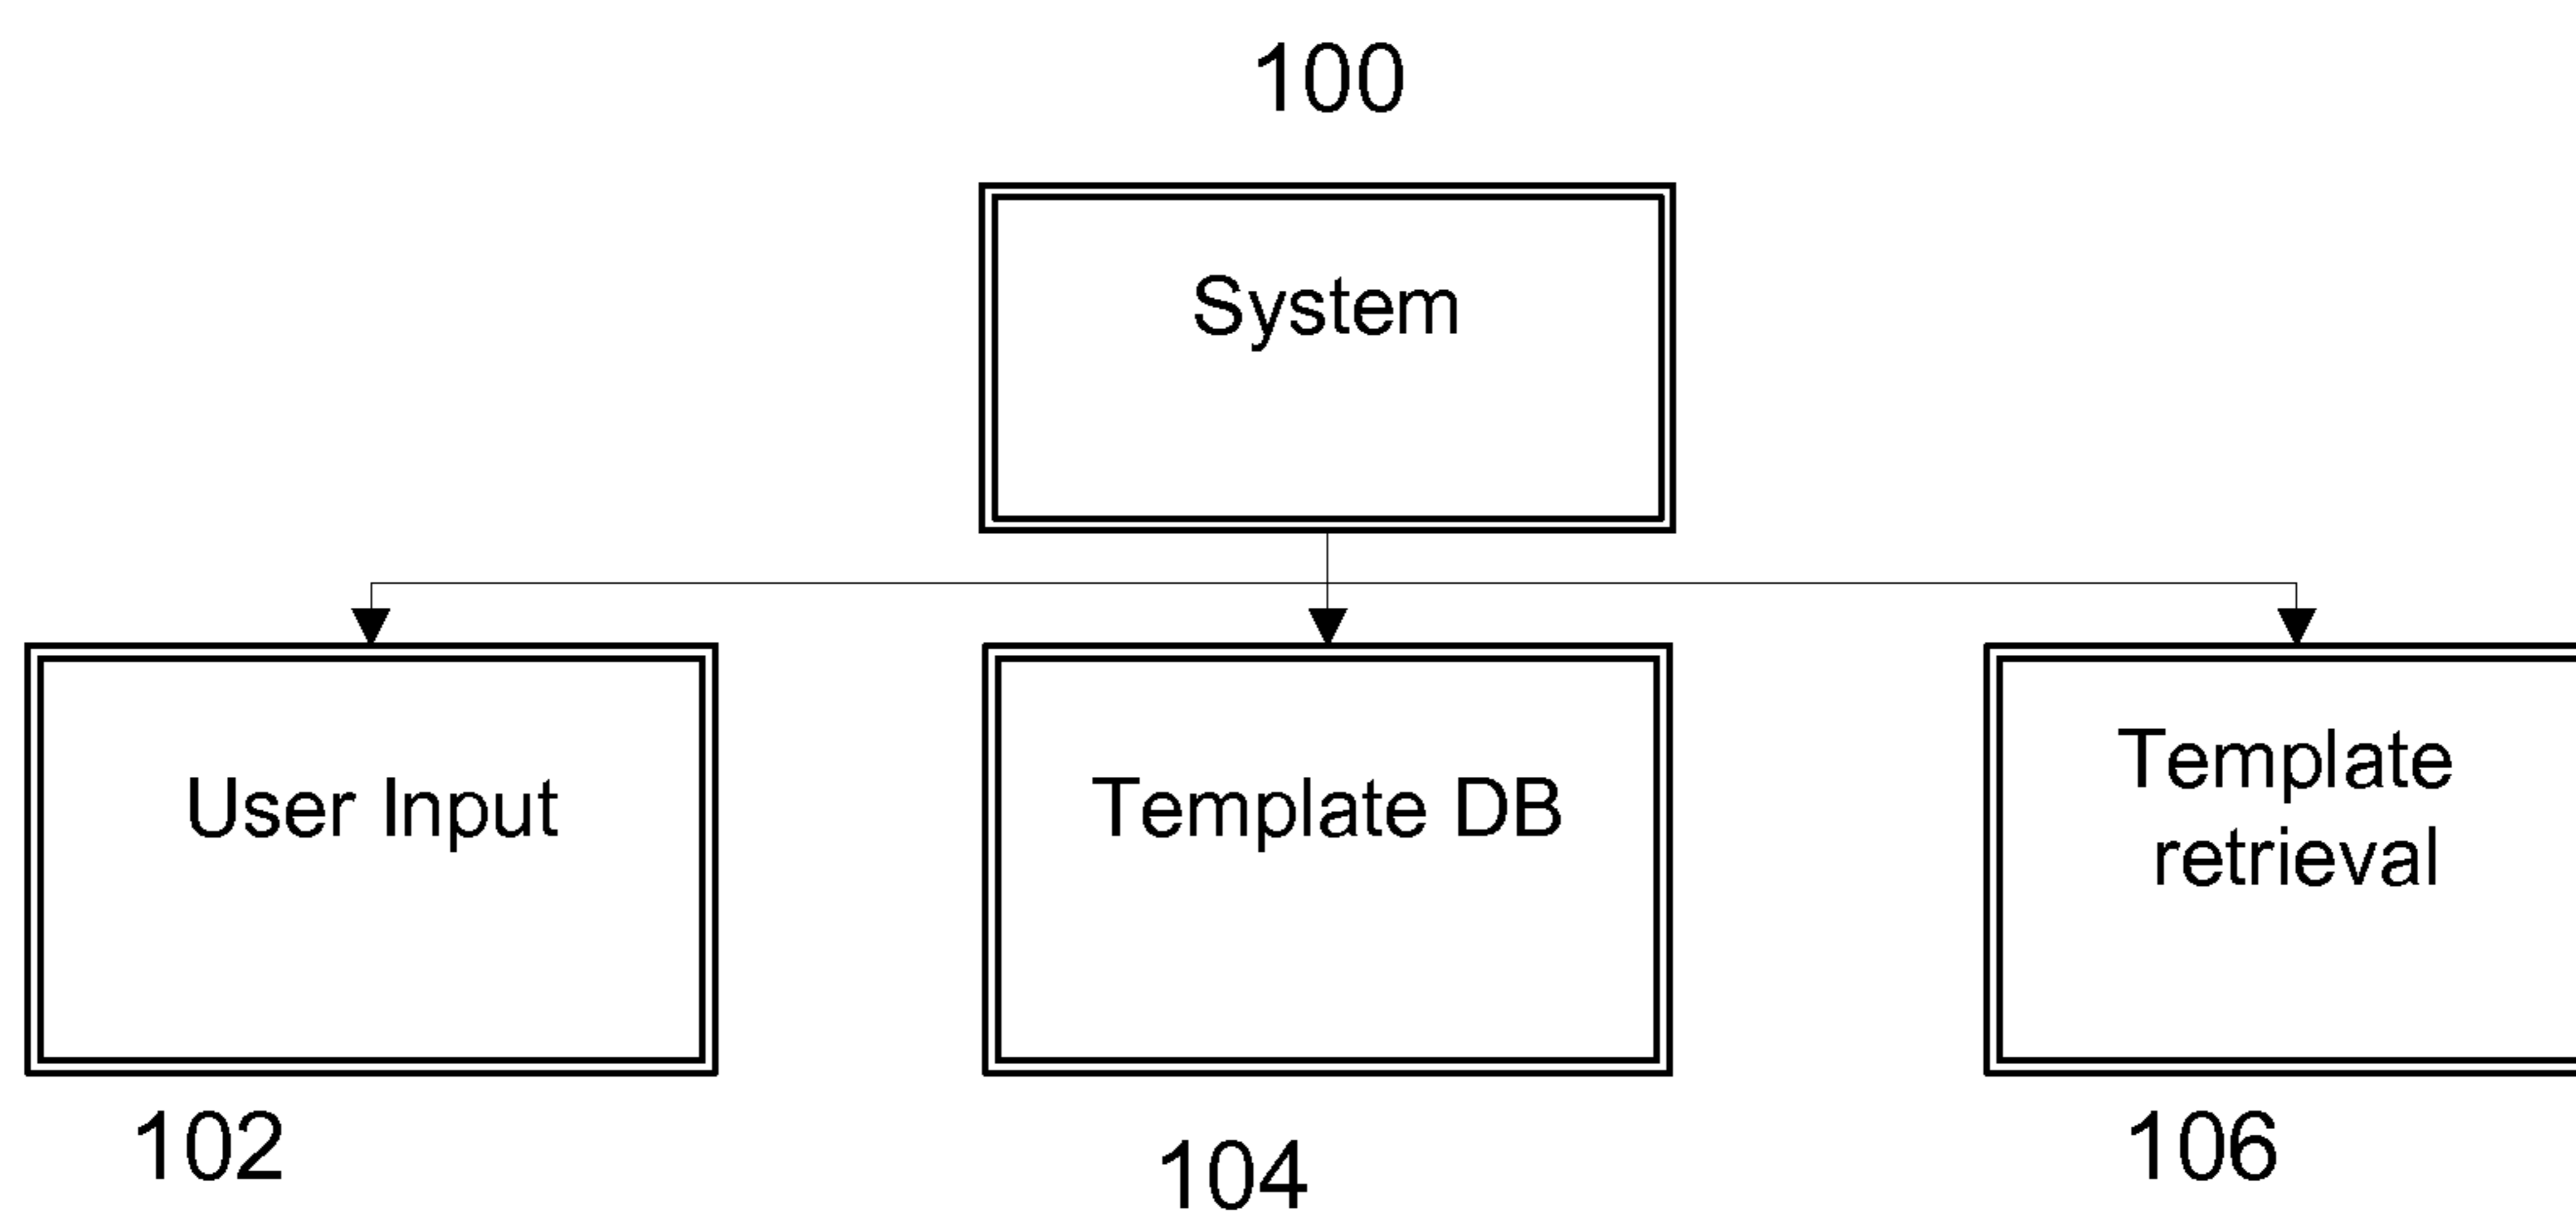 100
System
User Input
Template DB
Template
retrieval
102
104
106